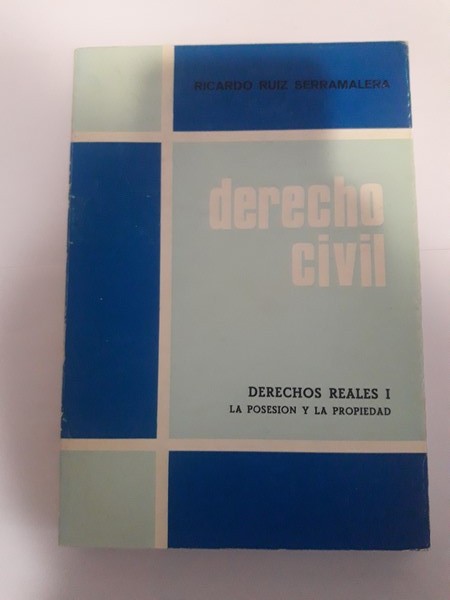 RICARDO RUIZ SERRAMALERA
derecho
civil
DERECHOS REALES I
LA POSESION Y LA PROPIEDAD